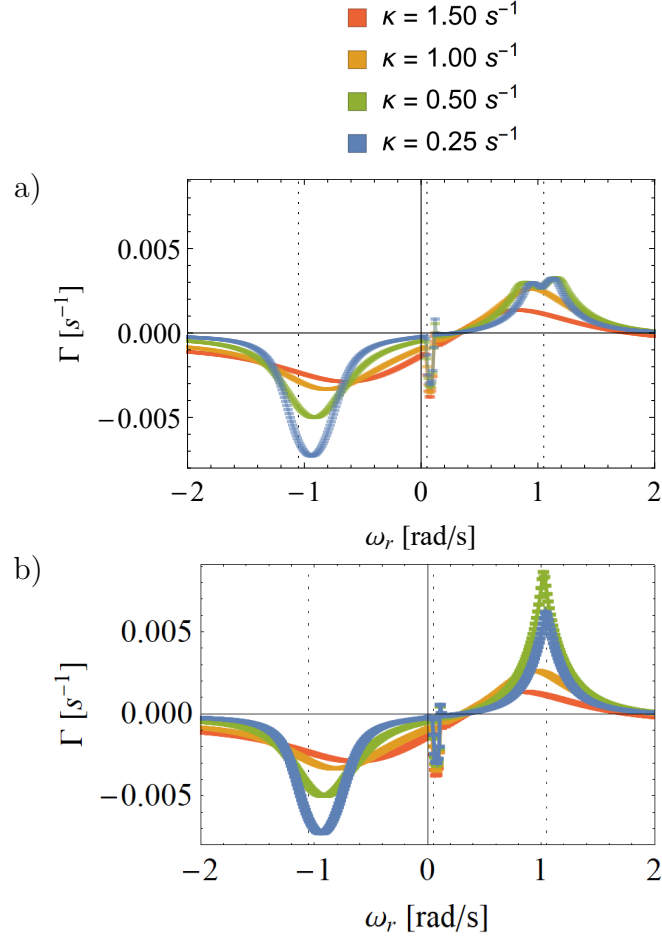 κ = 1.50 s⁻¹
κ = 1.00 s⁻¹
κ = 0.50 s⁻¹
κ = 0.25 s⁻¹
a)
0.005
0.000
−0.005
Γ [s⁻¹]
−2 −1 0 1 2
ωᵣ [rad/s]
b)
0.005
0.000
−0.005
Γ [s⁻¹]
−2 −1 0 1 2
ωᵣ [rad/s]